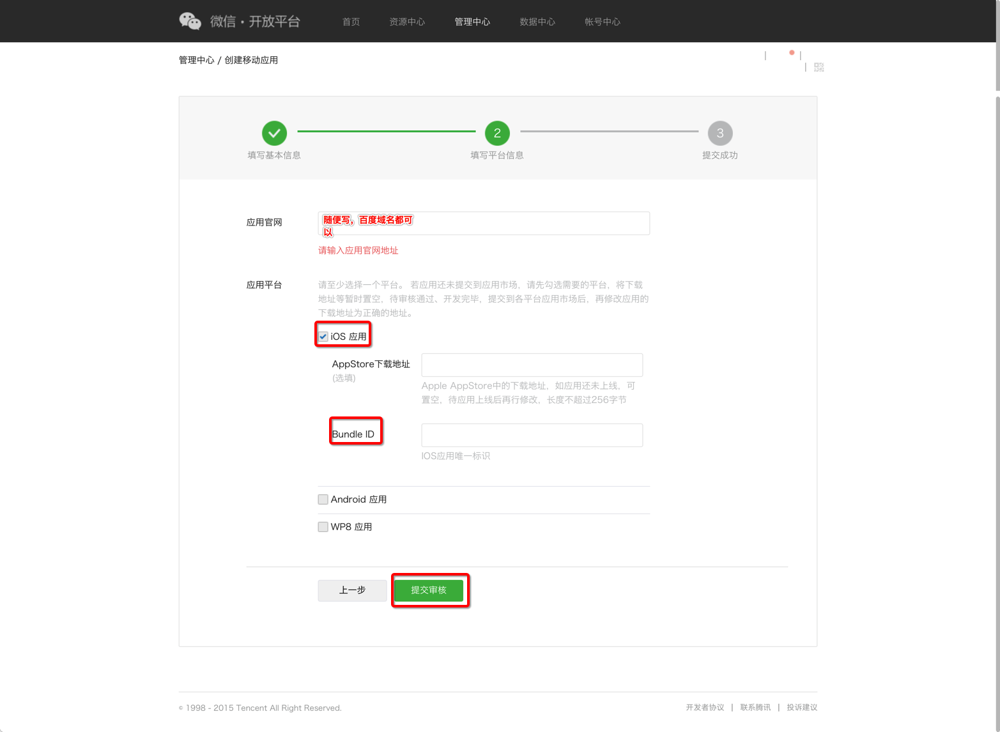 微信·开放平台
首页 资源中心 管理中心 数据中心 帐号中心
管理中心 / 创建移动应用
2 3
填写基本信息 填写平台信息 提交成功
应用官网
随便写，百度域名都可
以
请输入应用官网地址
应用平台
请至少选择一个平台。 若应用还未提交到应用市场，请先勾选需要的平台，将下载
地址等暂时置空，待审核通过、开发完毕，提交到各平台应用市场后，再修改应用的
下载地址为正确的地址。
iOS 应用
AppStore下载地址
(选填)
Apple AppStore中的下载地址，如应用还未上线，可
置空，待应用上线后再行修改，长度不超过256字节
Bundle ID
IOS应用唯一标识
Android 应用
WP8 应用
上一步 提交审核
© 1998 - 2015 Tencent All Right Reserved.
开发者协议 | 联系腾讯 | 投诉建议